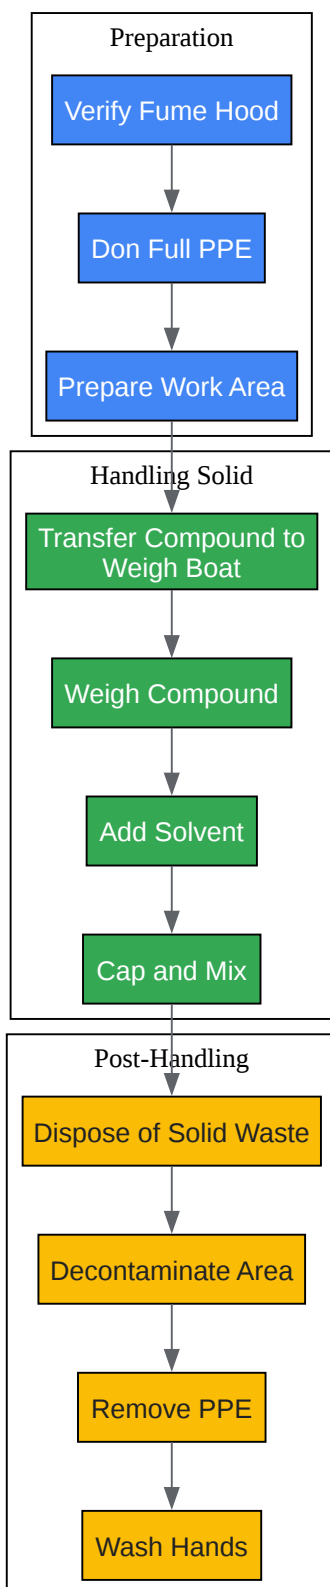 Preparation
Verify Fume Hood
Don Full PPE
Prepare Work Area
Handling Solid
Transfer Compound to
Weigh Boat
Weigh Compound
Add Solvent
Cap and Mix
Post-Handling
Dispose of Solid Waste
Decontaminate Area
Remove PPE
Wash Hands